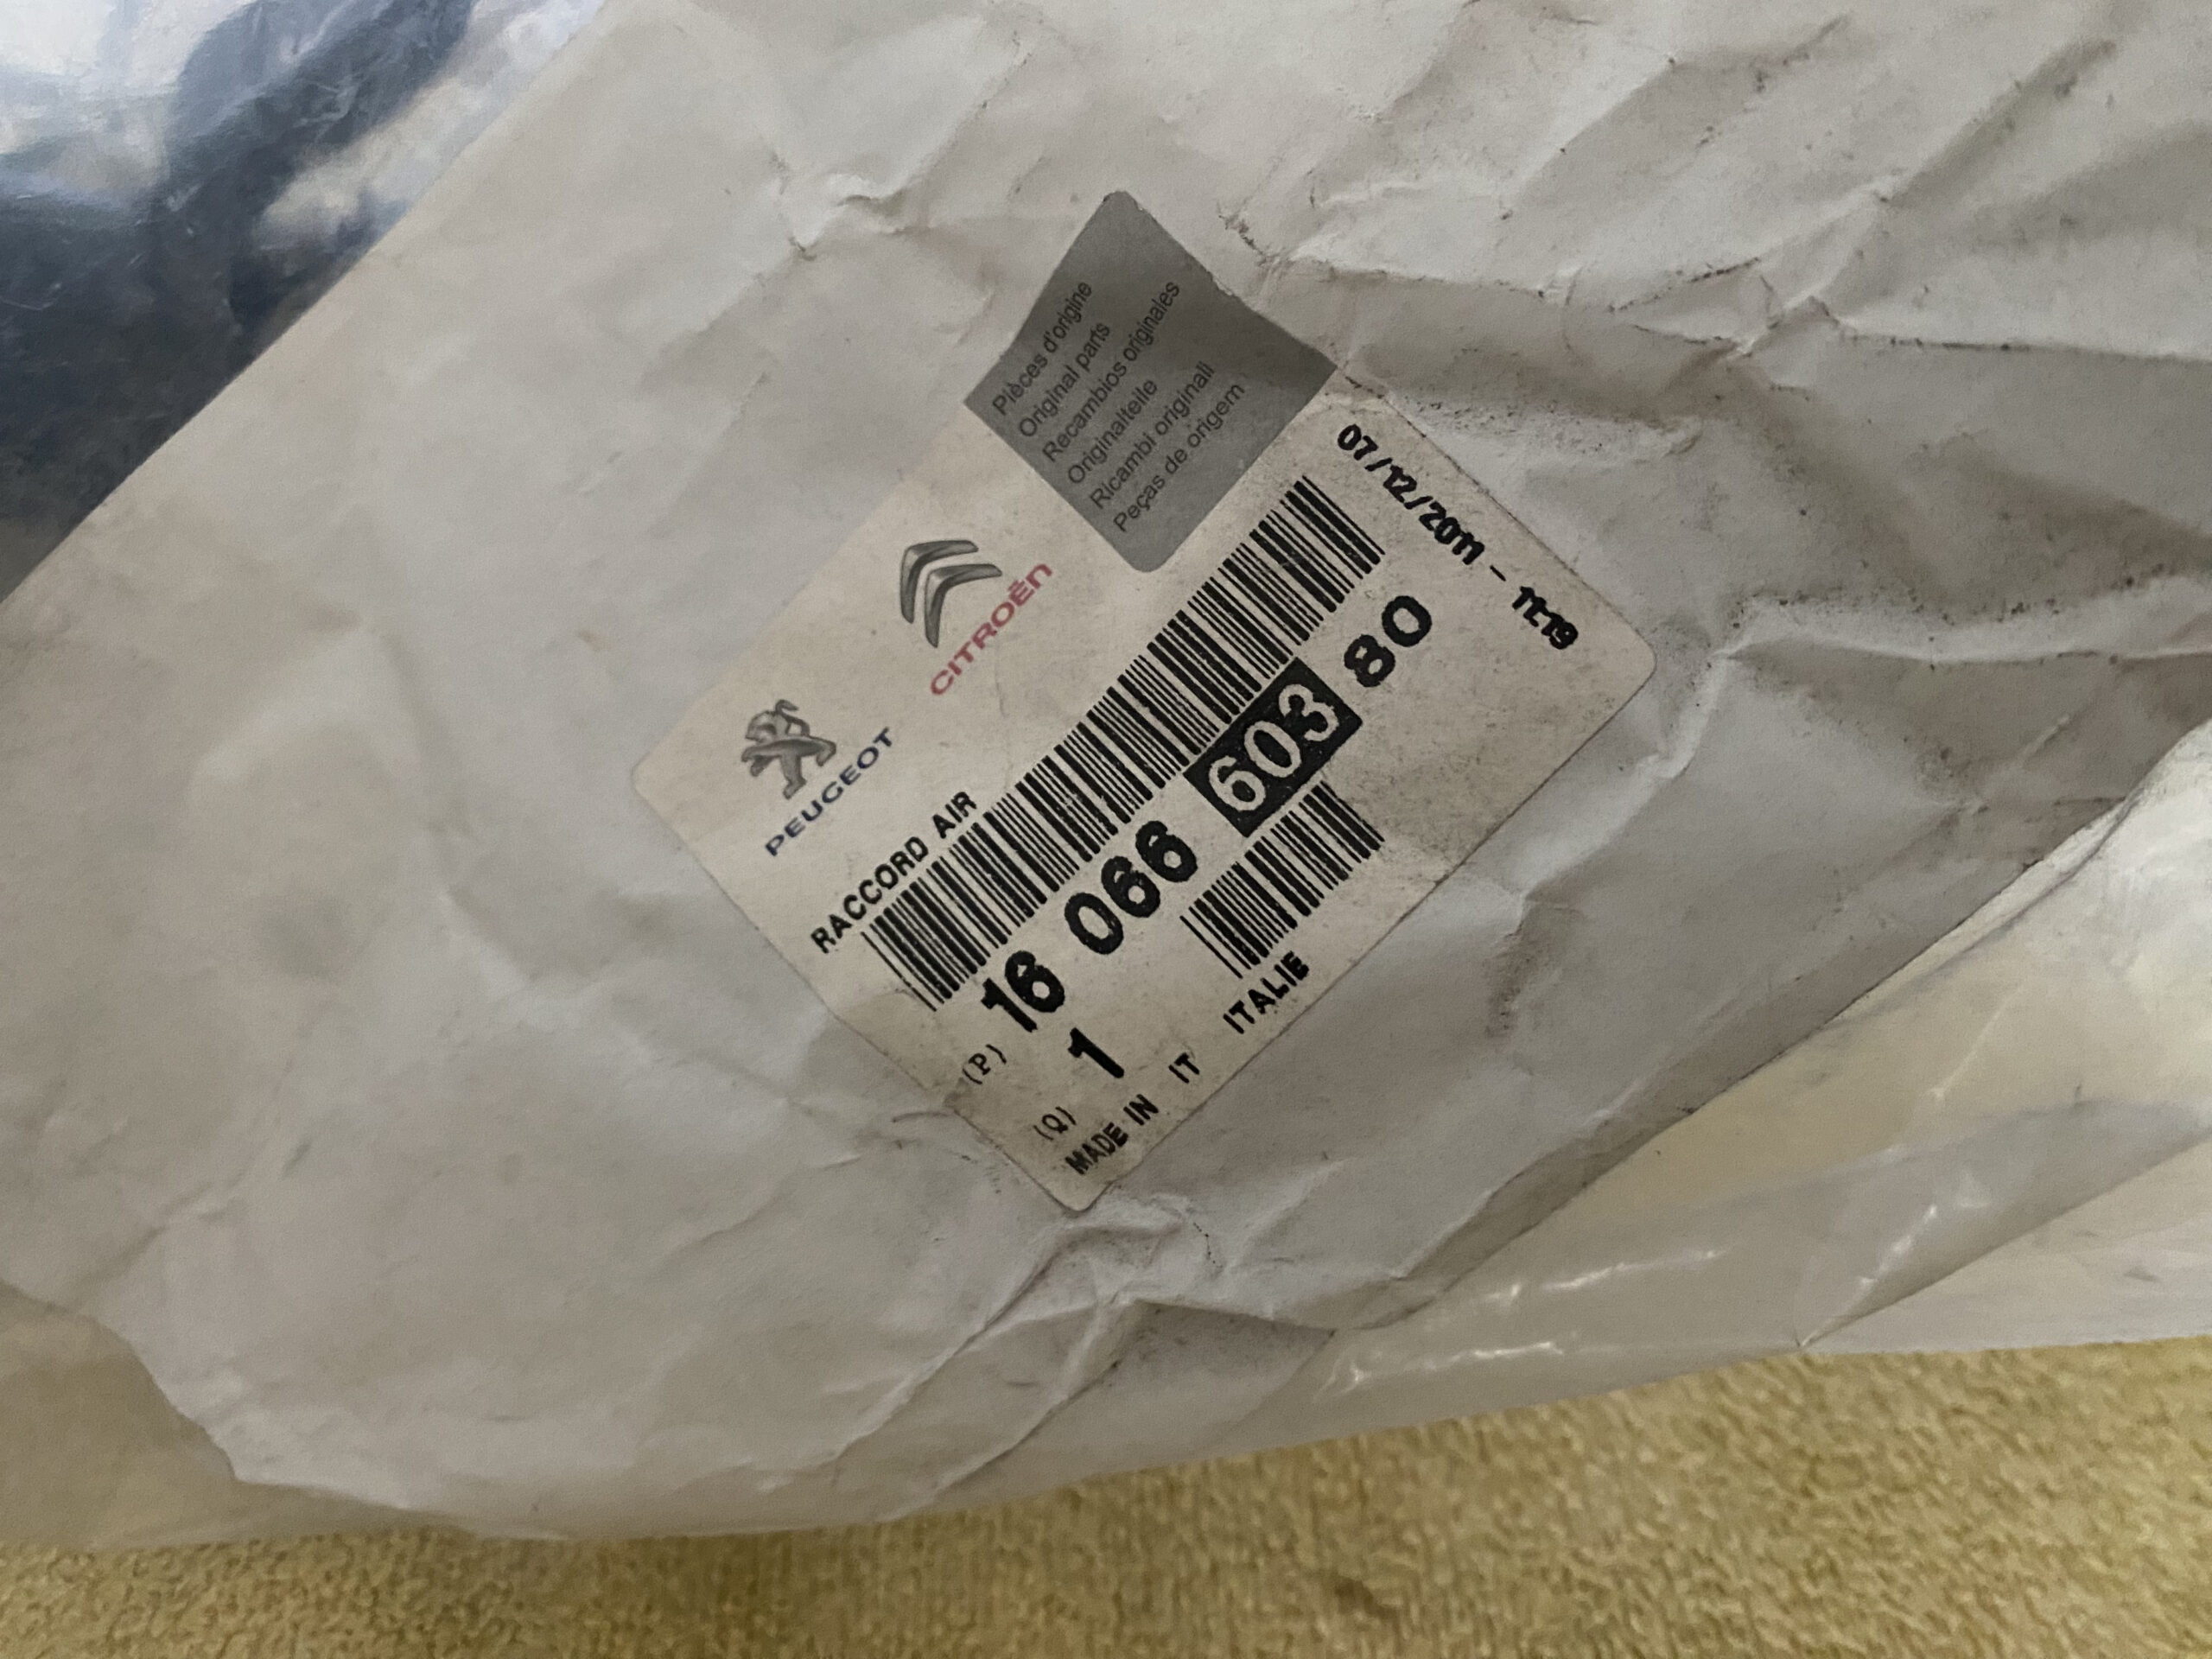 Pièces d'origine
Original parts
Recambios originales
Originalteile
Ricambi originali
Peças de origem
CITROËN
PEUGEOT
07/12/2011 - 11:19
RACCORD AIR
(P) 16 066 603 80
(Q) 1
MADE IN IT ITALIE